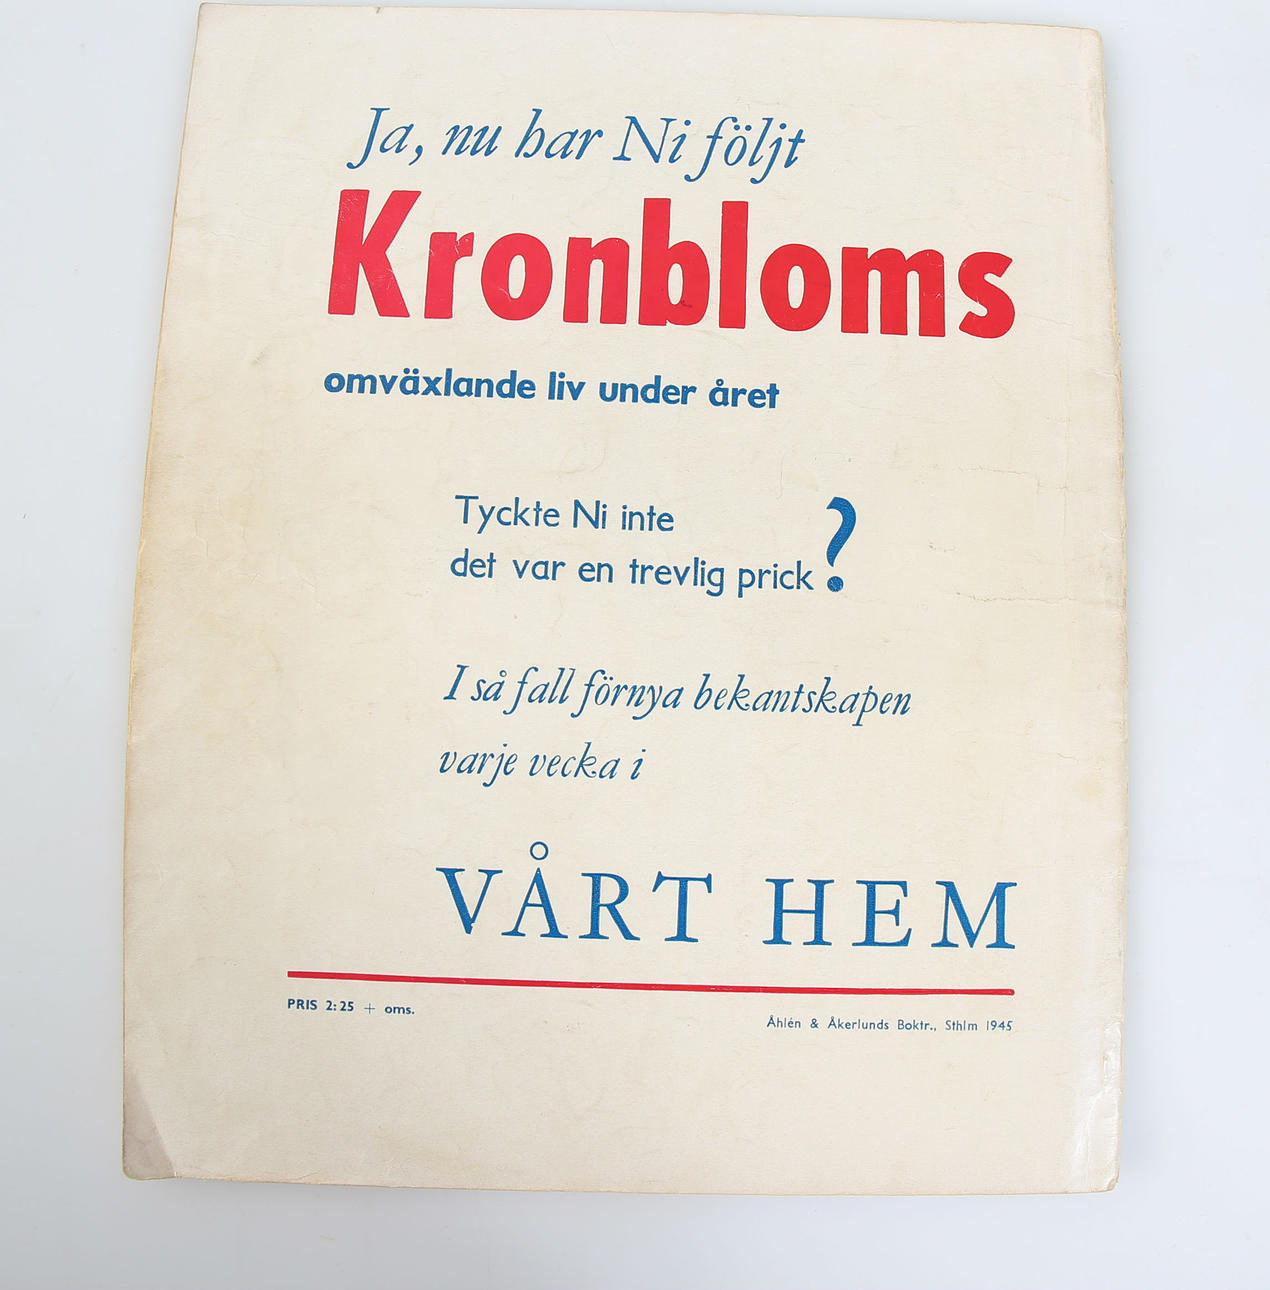 Ja, nu har Ni följt
Kronbloms
omväxlande liv under året
Tyckte Ni inte
det var en trevlig prick?
I så fall förnya bekantskapen
varje vecka i
VÅRT HEM
PRIS 2:25 + oms.
Åhlén & Åkerlunds Boktr., Sthlm 1945